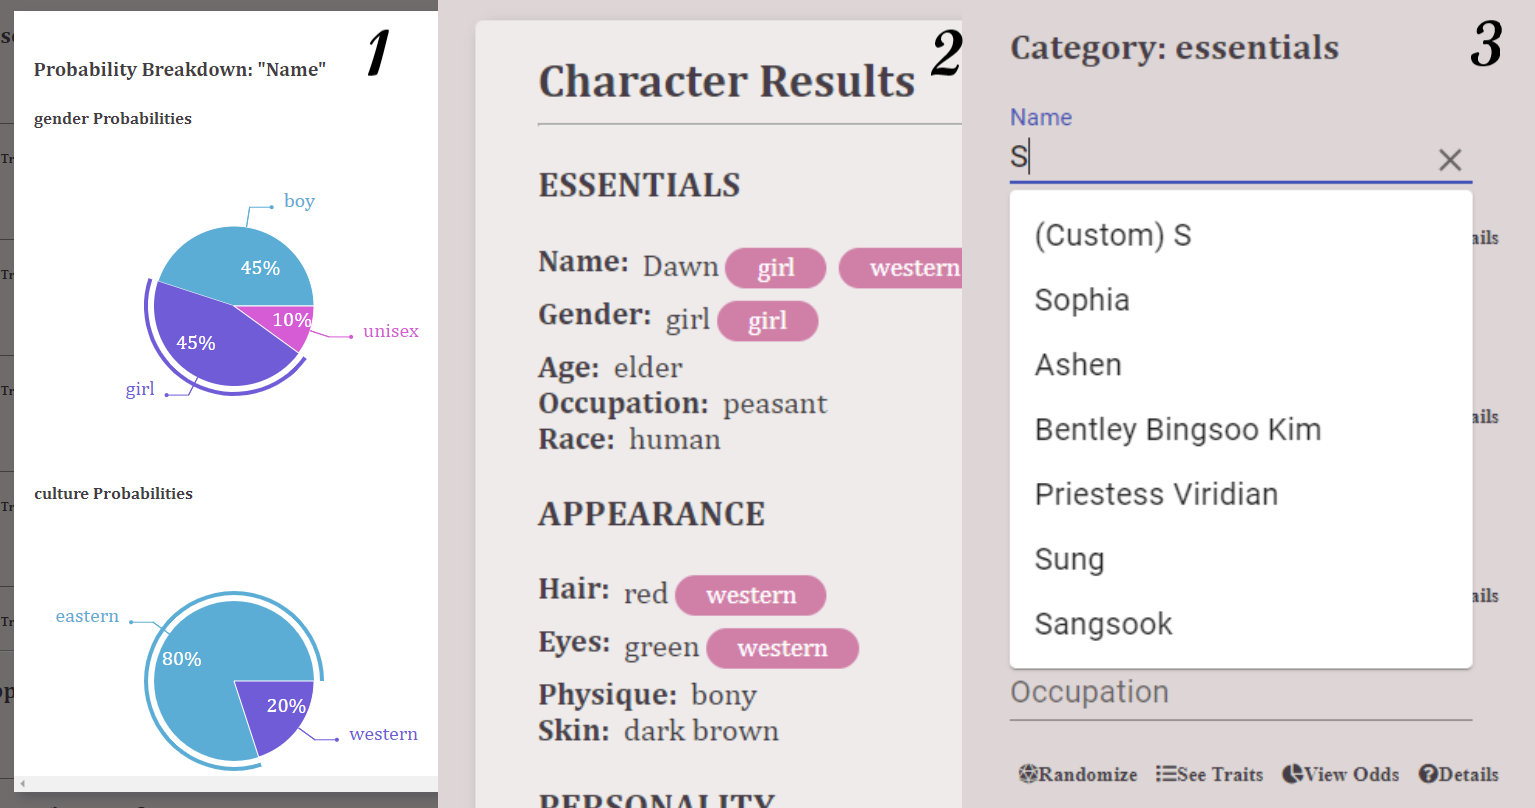 1
Probability Breakdown: "Name"
gender Probabilities
boy
45%
10%
unisex
45%
girl
culture Probabilities
eastern
80%
20%
western
2
Character Results
ESSENTIALS
Name: Dawn girl western
Gender: girl girl
Age: elder
Occupation: peasant
Race: human
APPEARANCE
Hair: red western
Eyes: green western
Physique: bony
Skin: dark brown
PERSONALITY
3
Category: essentials
Name
S
(Custom) S
Sophia
Ashen
Bentley Bingsoo Kim
Priestess Viridian
Sung
Sangsook
ails
ails
ails
Occupation
Randomize See Traits View Odds Details